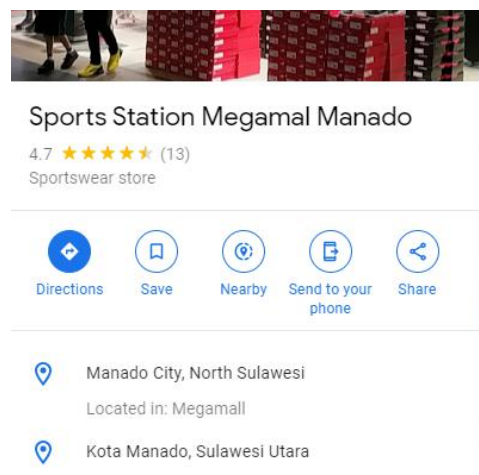 Sports Station Megamal Manado
4.7 (13)
Sportswear store
Directions
Save
Nearby
Send to your
phone
Share
Manado City, North Sulawesi
Located in: Megamall
Kota Manado, Sulawesi Utara